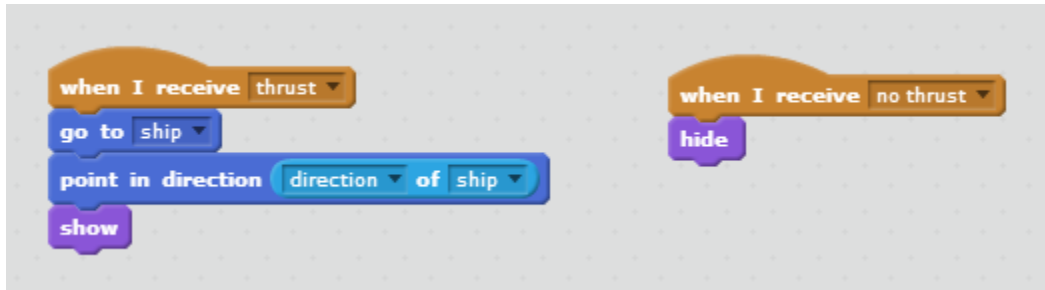 when I receive thrust
go to ship
point in direction direction of ship
show
when I receive no thrust
hide